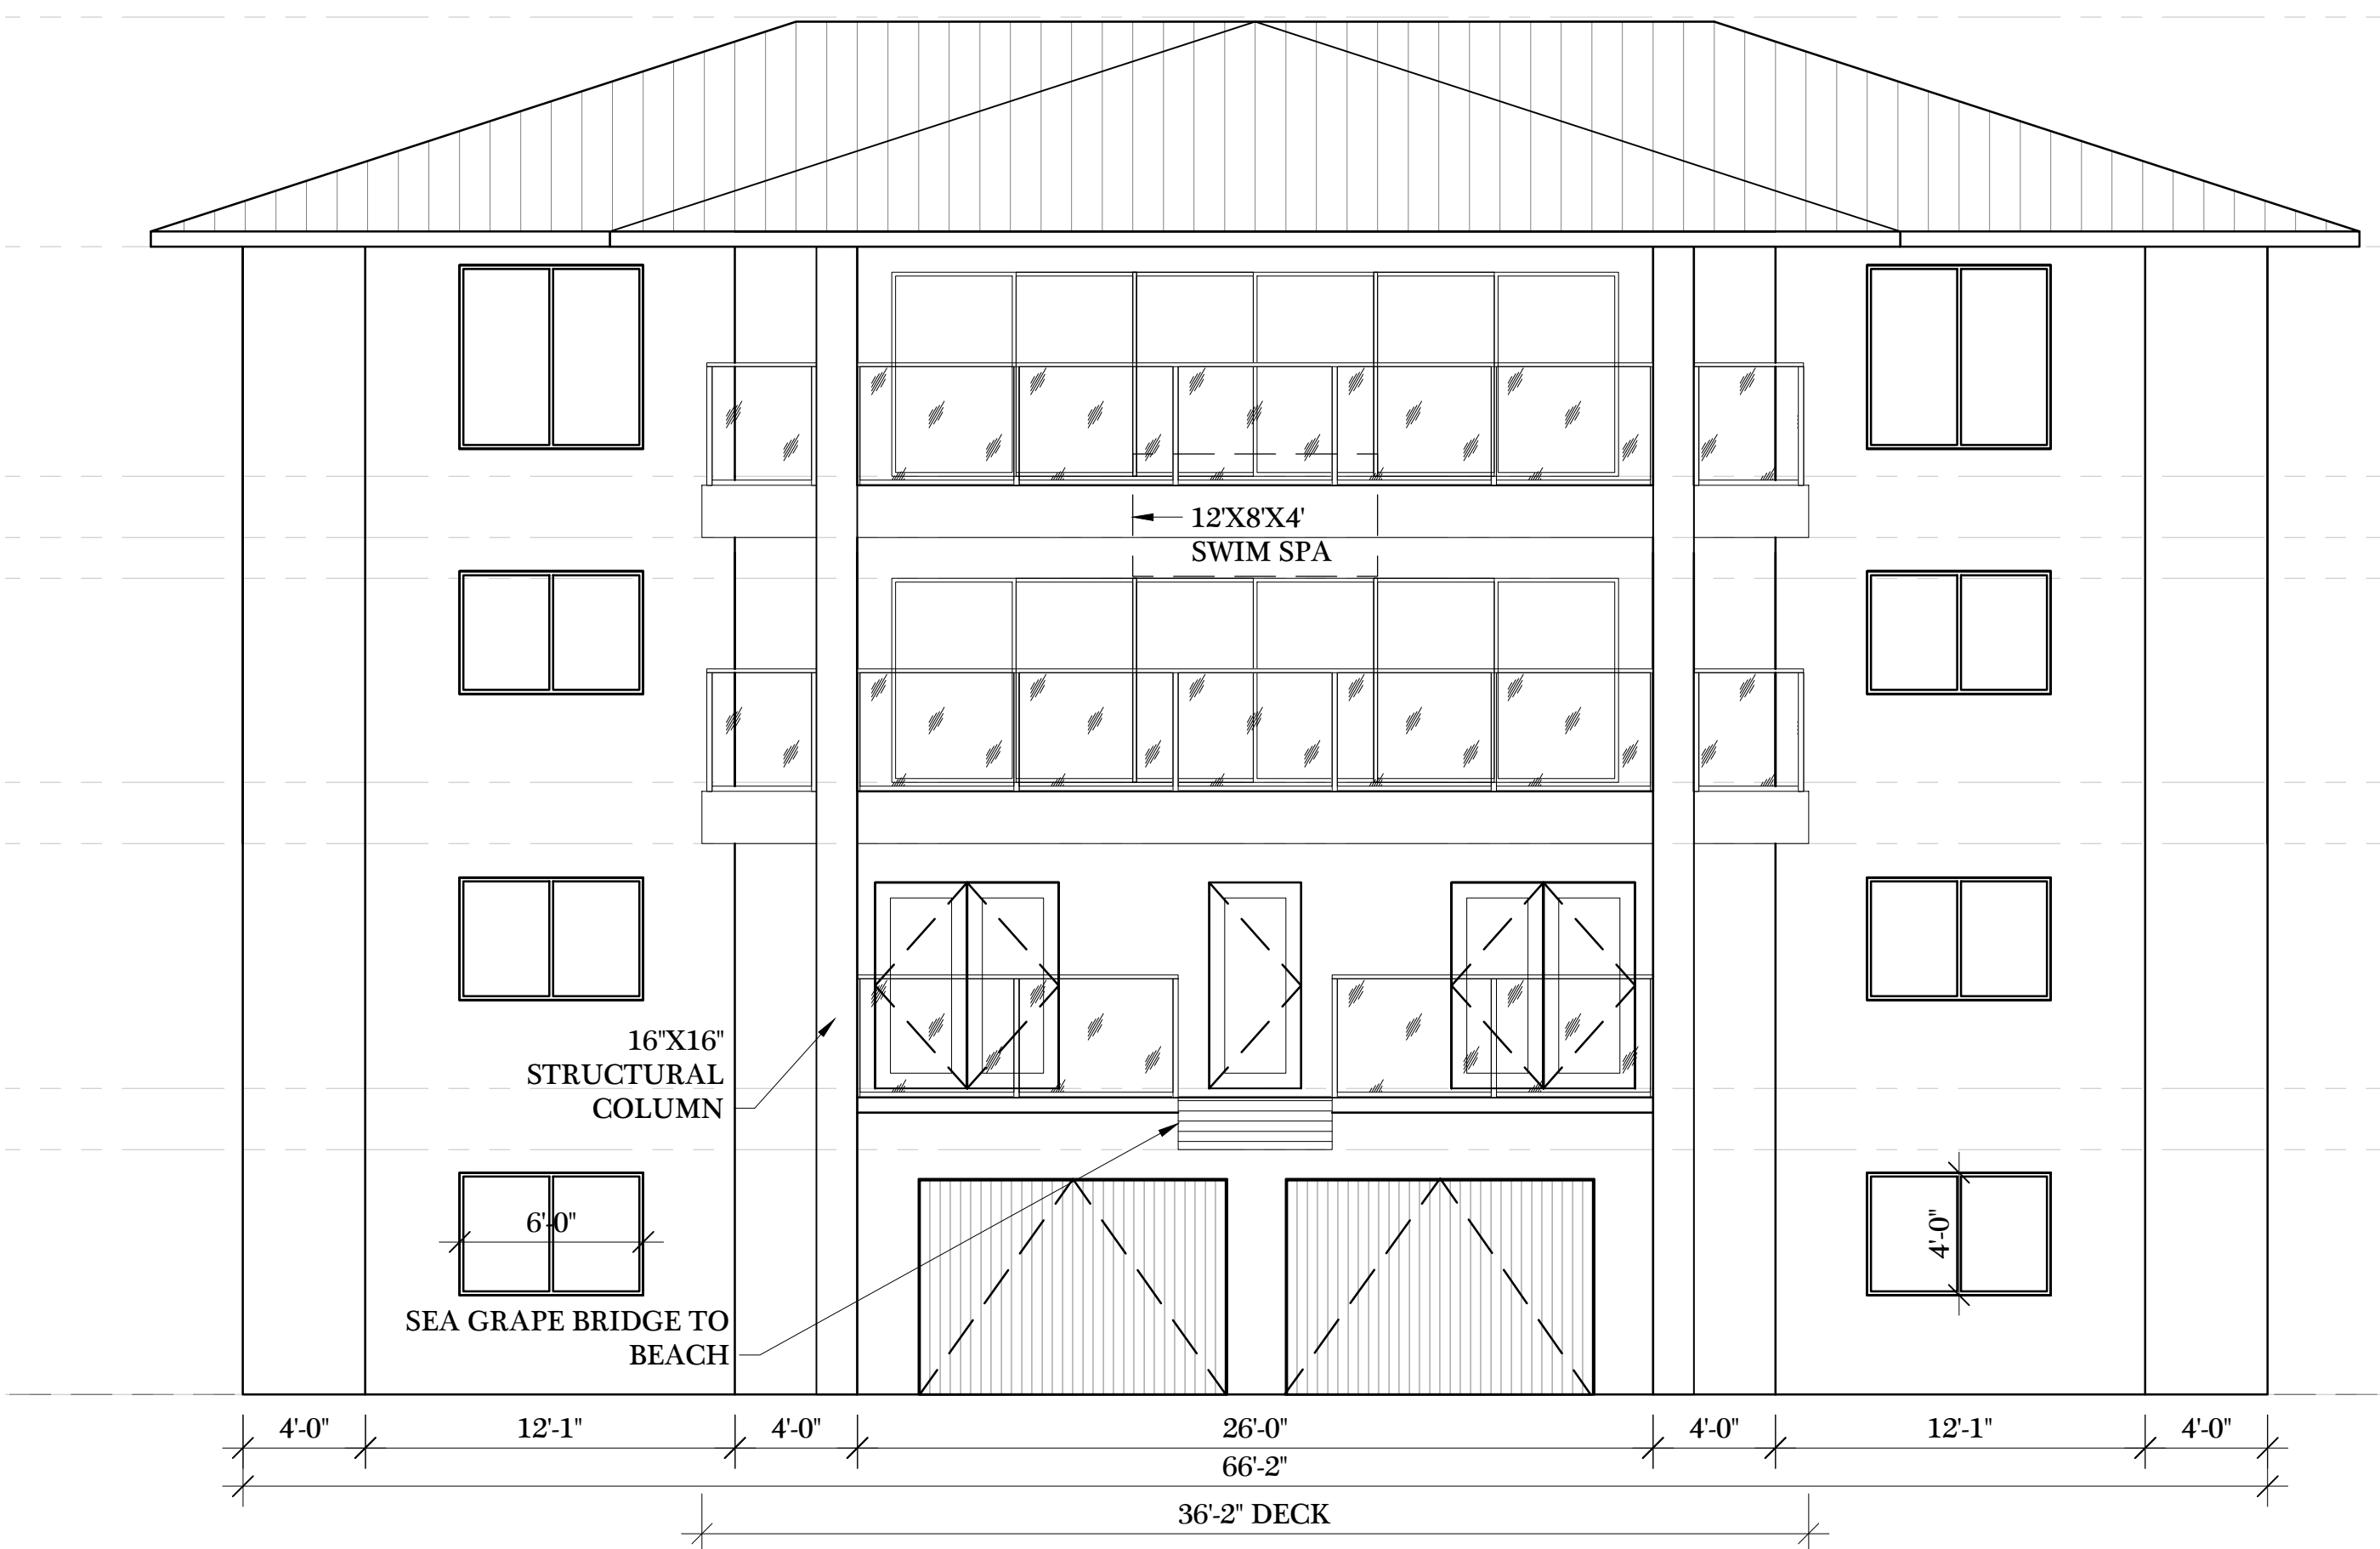 12'X8'X4'
SWIM SPA
16"X16"
STRUCTURAL
COLUMN
6'-0"
4'-0"
SEA GRAPE BRIDGE TO
BEACH
4'-0" 12'-1" 4'-0" 26'-0" 4'-0" 12'-1" 4'-0"
66'-2"
36'-2" DECK